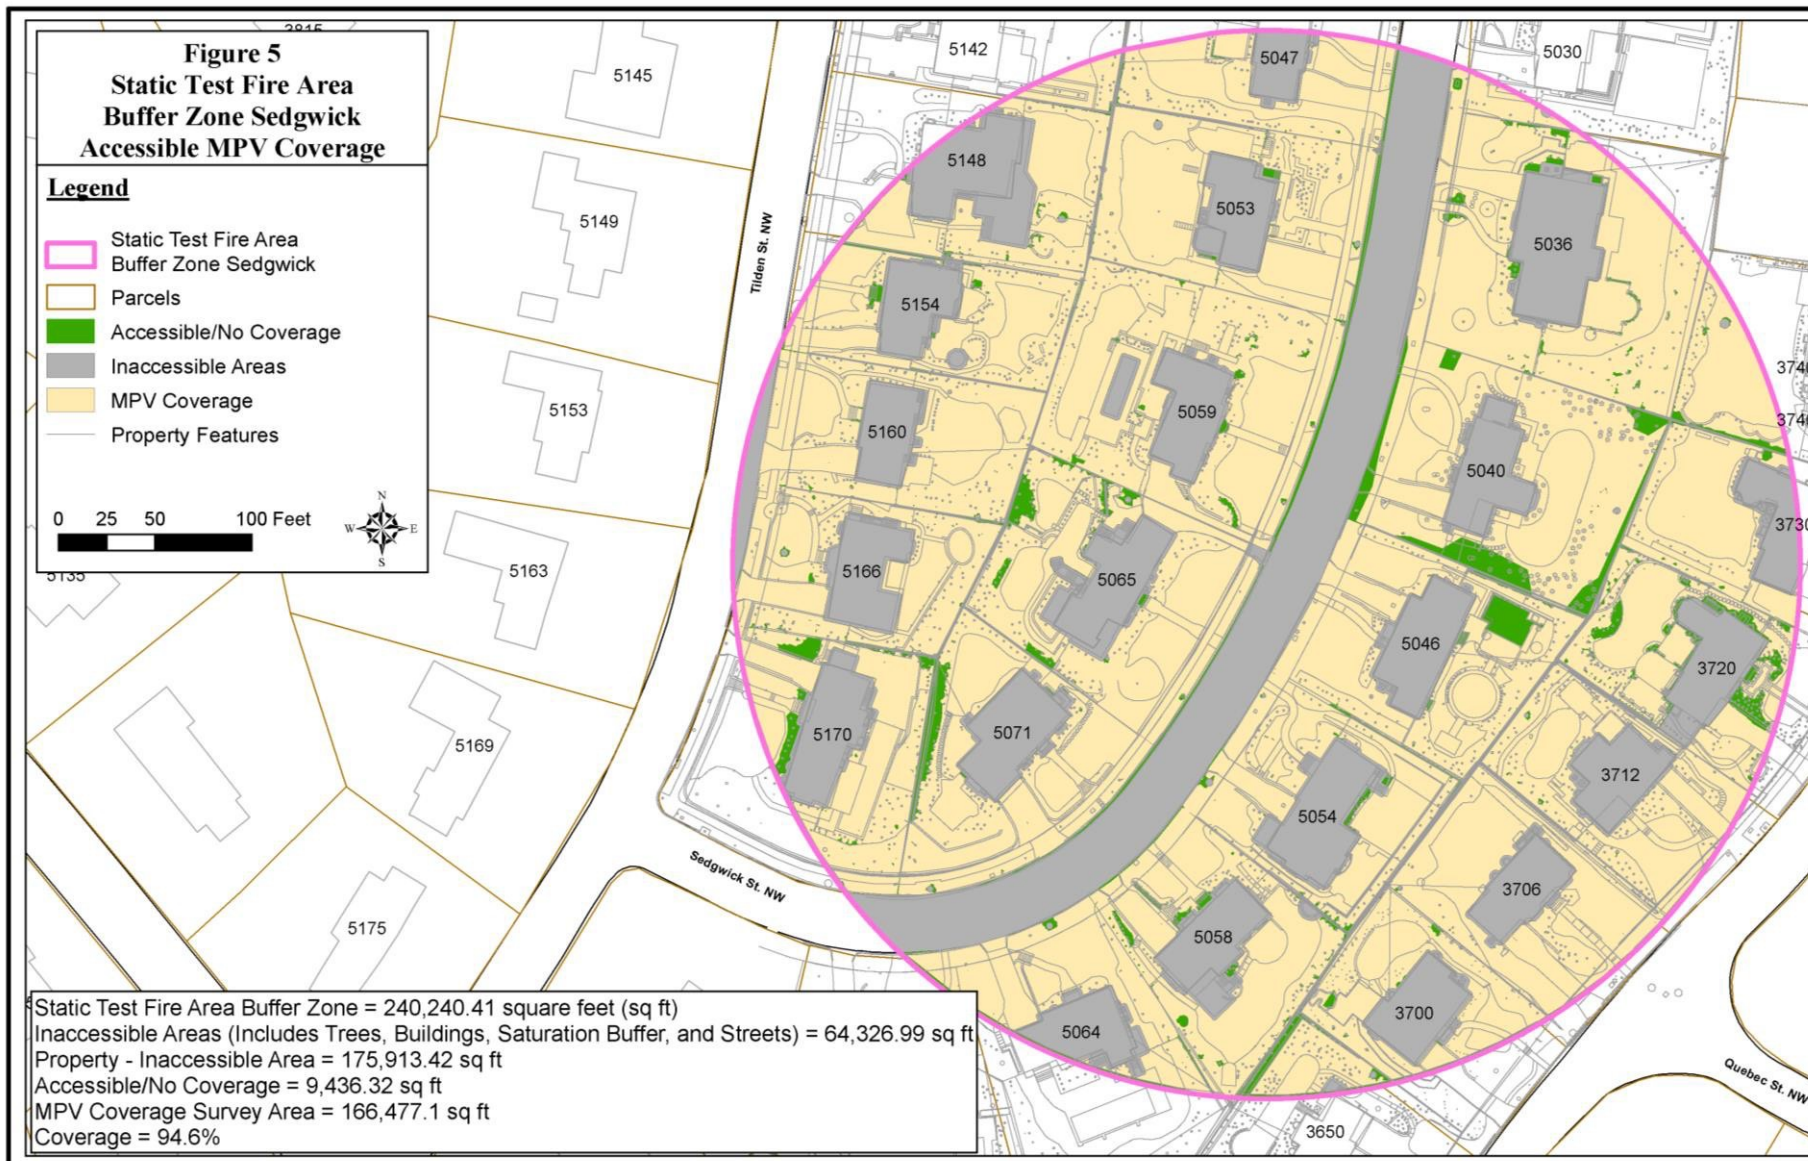 Figure 5
Static Test Fire Area
Buffer Zone Sedgwick
Accessible MPV Coverage
Legend
Static Test Fire Area
Buffer Zone Sedgwick
Parcels
Accessible/No Coverage
Inaccessible Areas
MPV Coverage
Property Features
0 25 50 100 Feet
N
W E
S
5142
5047
5030
5145
5148
5053
5036
5149
Tilden St. NW
5154
5153
5059
5160
5040
5163
5166
5065
5046
3720
5169
5170
5071
3712
5054
3706
Sedgwick St. NW
5175
5058
3700
5064
Quebec St. NW
3650
3730
Static Test Fire Area Buffer Zone = 240,240.41 square feet (sq ft)
Inaccessible Areas (Includes Trees, Buildings, Saturation Buffer, and Streets) = 64,326.99 sq ft
Property - Inaccessible Area = 175,913.42 sq ft
Accessible/No Coverage = 9,436.32 sq ft
MPV Coverage Survey Area = 166,477.1 sq ft
Coverage = 94.6%